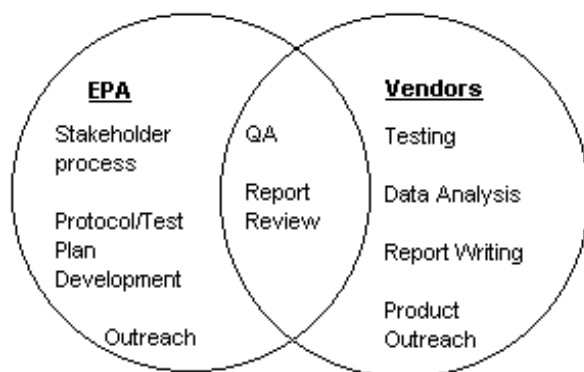 EPA
Stakeholder
process
Protocol/Test
Plan
Development
Outreach
QA
Report
Review
Vendors
Testing
Data Analysis
Report Writing
Product
Outreach